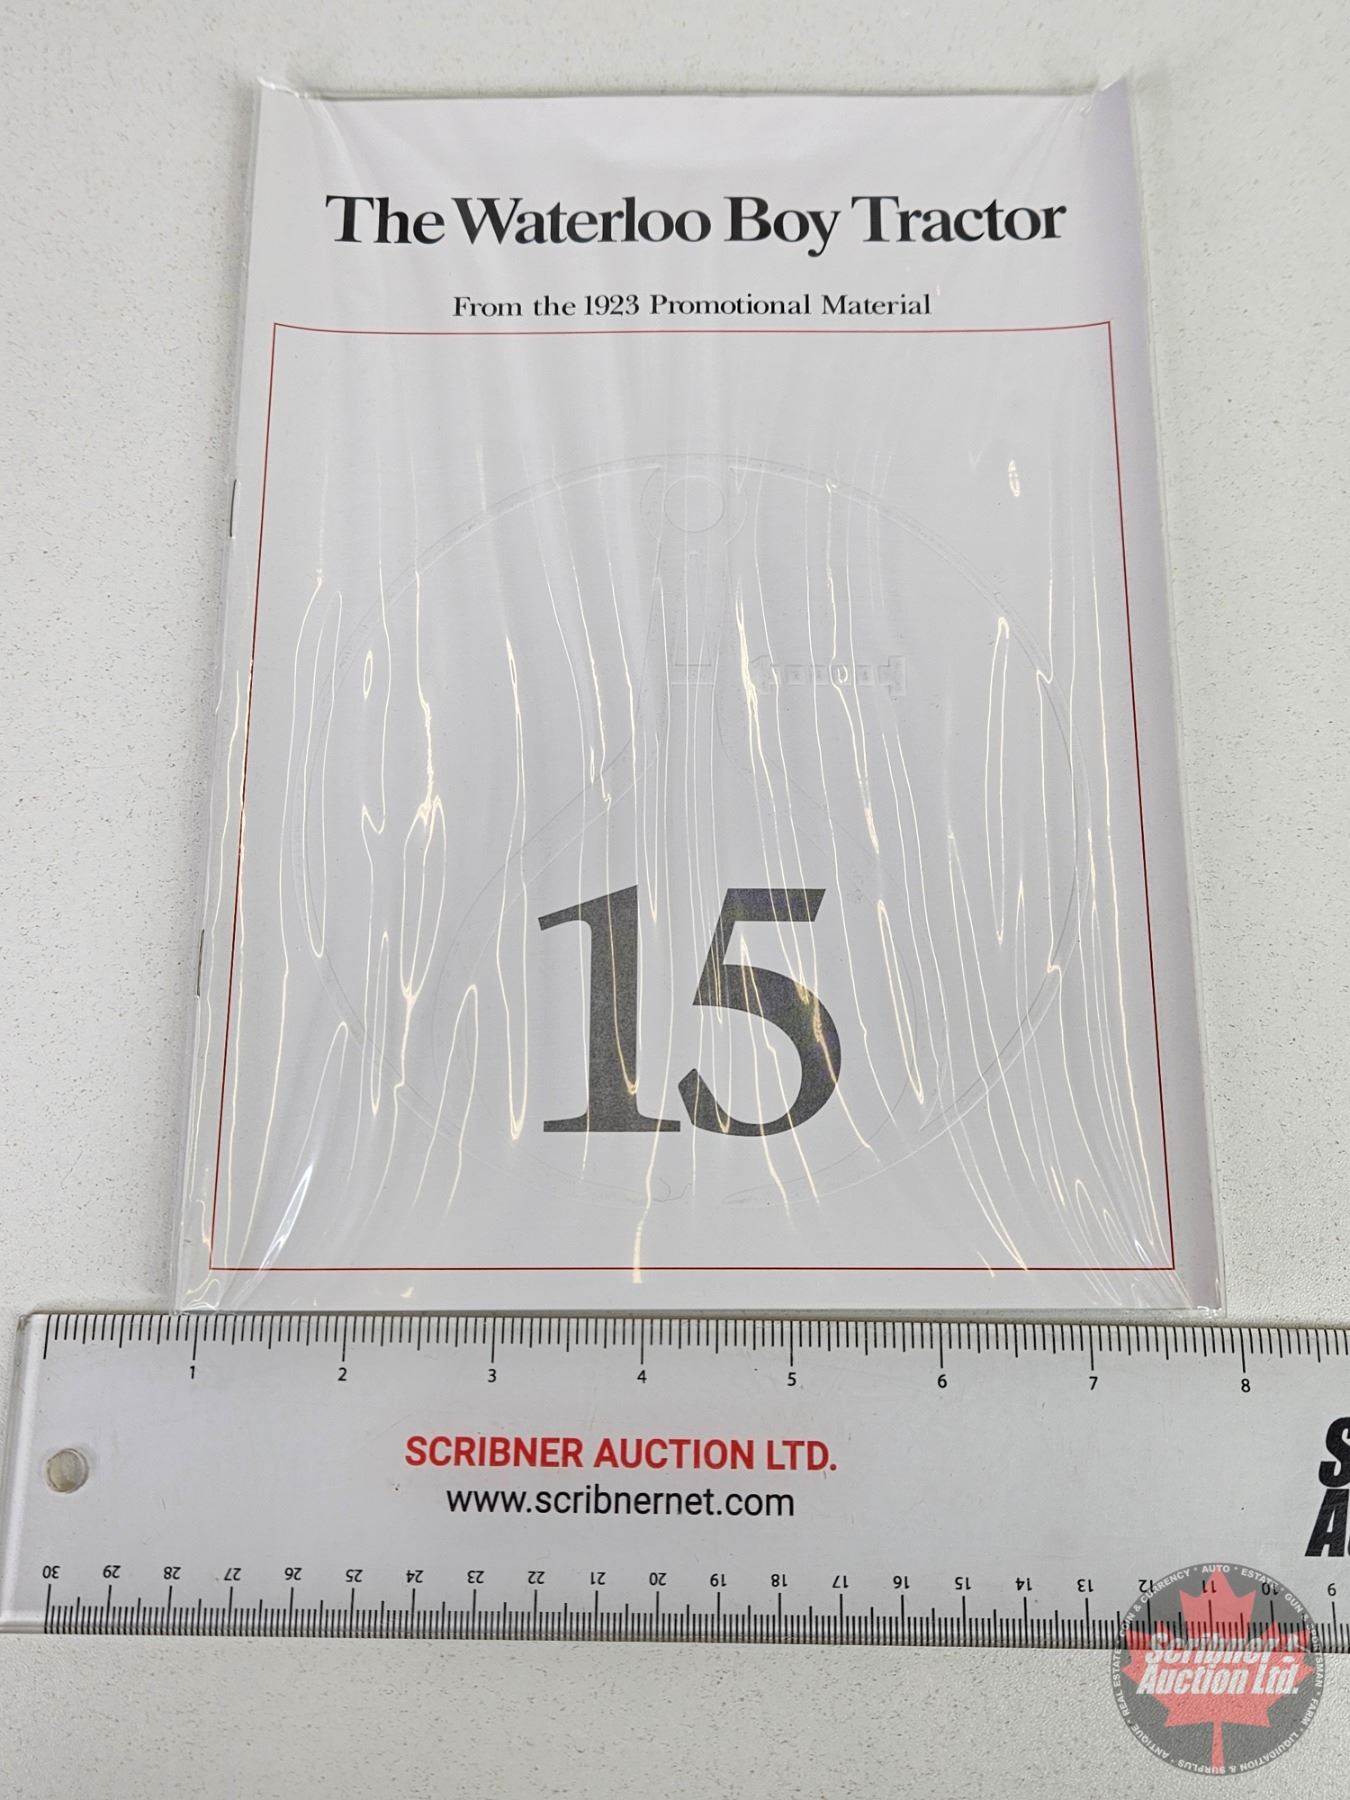 The Waterloo Boy Tractor
From the 1923 Promotional Material
15
1 2 3 4 5 6 7 8
SCRIBNER AUCTION LTD.
www.scribnernet.com
30 29 28 27 26 25 24 23 22 21 20 19 18 17 16 15 14 13 12 11 10 9
Scribner
Auction Ltd.